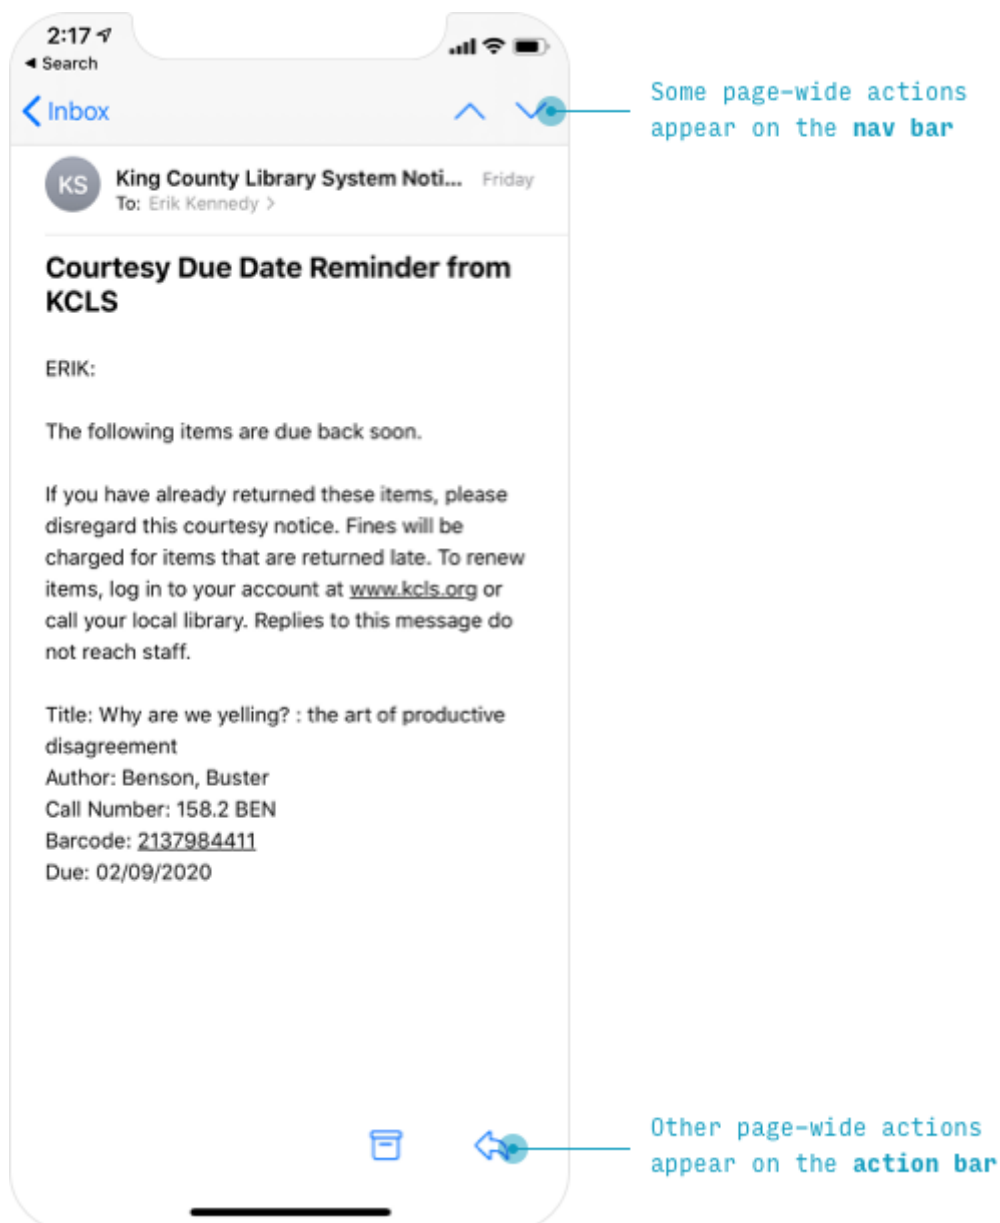 2:17
◀ Search
Inbox
Some page-wide actions
appear on the nav bar
KS
King County Library System Noti... Friday
To: Erik Kennedy >
Courtesy Due Date Reminder from
KCLS
ERIK:
The following items are due back soon.
If you have already returned these items, please
disregard this courtesy notice. Fines will be
charged for items that are returned late. To renew
items, log in to your account at www.kcls.org or
call your local library. Replies to this message do
not reach staff.
Title: Why are we yelling? : the art of productive
disagreement
Author: Benson, Buster
Call Number: 158.2 BEN
Barcode: 2137984411
Due: 02/09/2020
Other page-wide actions
appear on the action bar